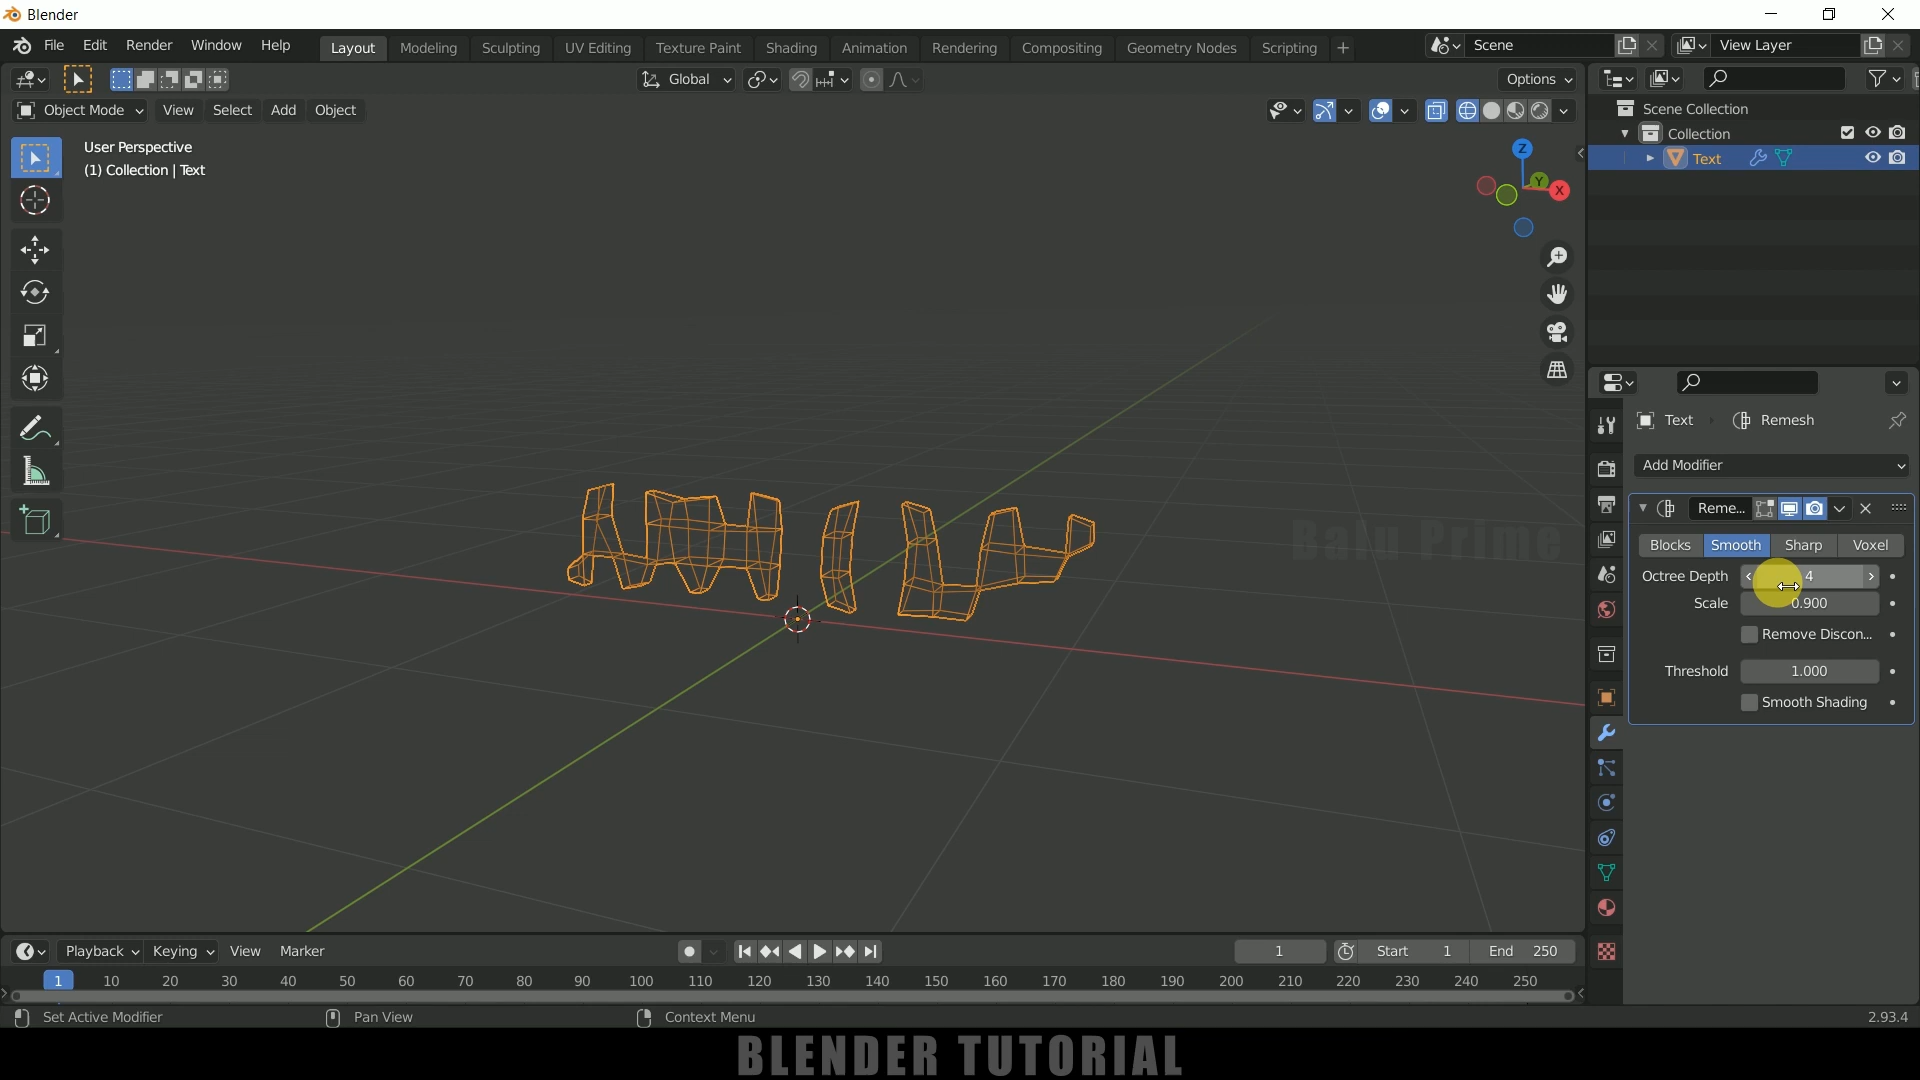 Blender
File Edit Render Window Help Layout Modeling Sculpting UV Editing Texture Paint Shading Animation Rendering Compositing Geometry Nodes Scripting + Scene View Layer
Global Options
Object Mode View Select Add Object
User Perspective
(1) Collection | Text
Z
Y
X
Scene Collection
Collection
Text
Text Remesh
Add Modifier
Reme...
Blocks Smooth Sharp Voxel
Octree Depth 4
Scale 0.900
Remove Discon...
Threshold 1.000
Smooth Shading
Balu Prime
Playback Keying View Marker 1 Start 1 End 250
1 10 20 30 40 50 60 70 80 90 100 110 120 130 140 150 160 170 180 190 200 210 220 230 240 250
Set Active Modifier Pan View Context Menu 2.93.4
BLENDER TUTORIAL